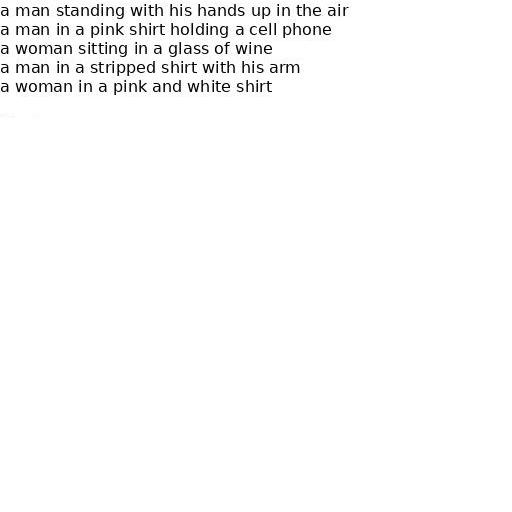 a man standing with his hands up in the air
a man in a pink shirt holding a cell phone
a woman sitting in a glass of wine
a man in a stripped shirt with his arm
a woman in a pink and white shirt